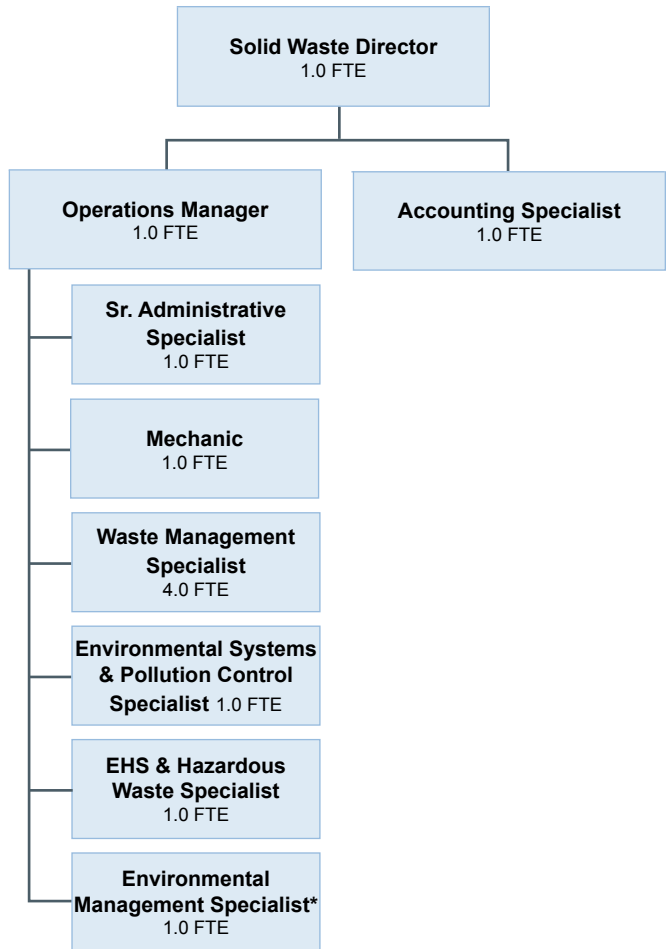 Solid Waste Director
1.0 FTE
Operations Manager
1.0 FTE
Accounting Specialist
1.0 FTE
Sr. Administrative
Specialist
1.0 FTE
Mechanic
1.0 FTE
Waste Management
Specialist
4.0 FTE
Environmental Systems
& Pollution Control
Specialist 1.0 FTE
EHS & Hazardous
Waste Specialist
1.0 FTE
Environmental
Management Specialist*
1.0 FTE